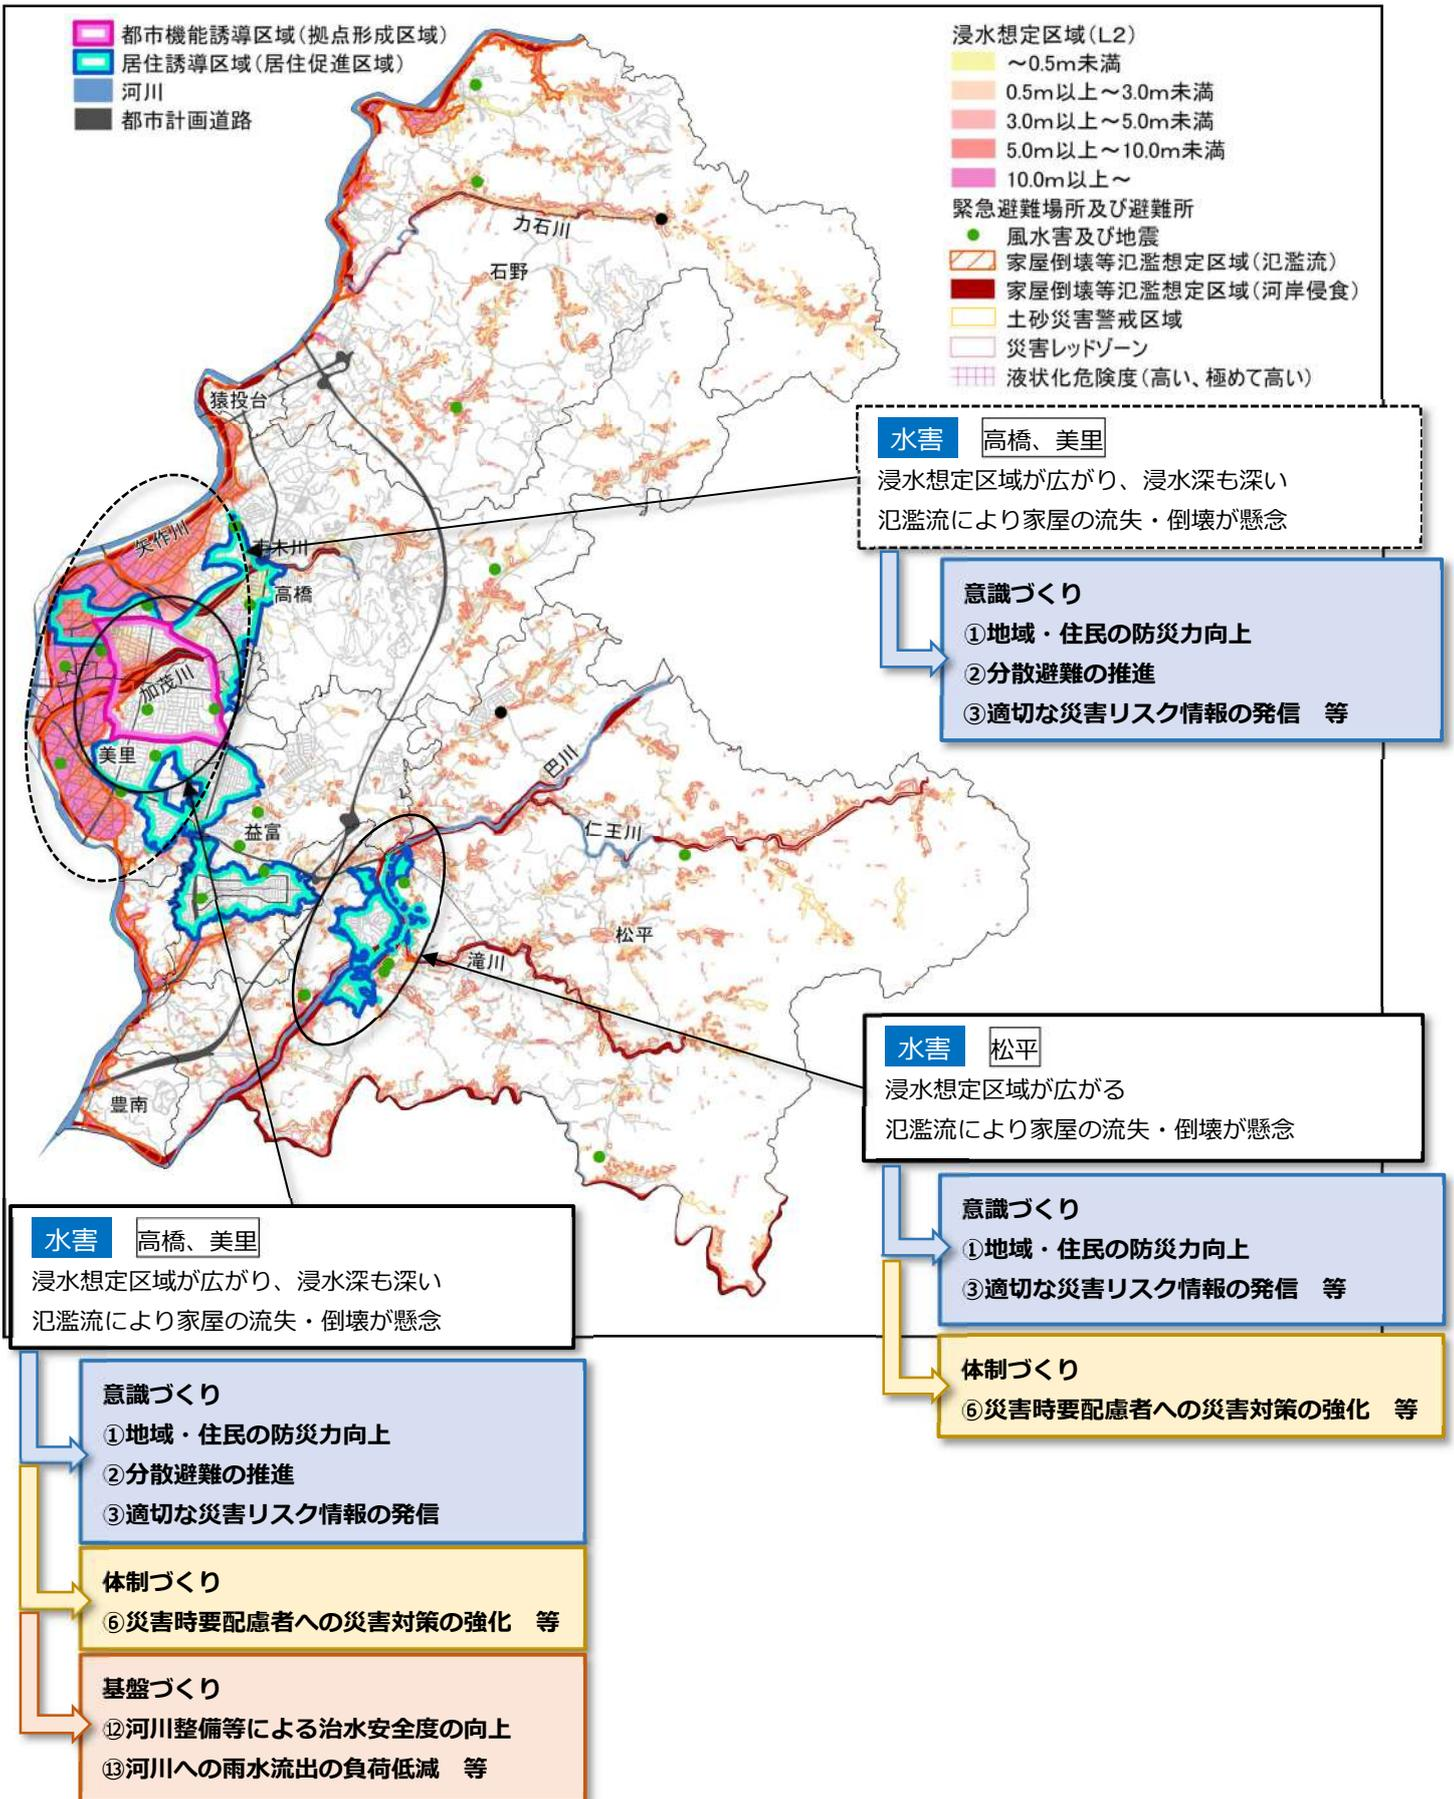 都市機能誘導区域(拠点形成区域)
居住誘導区域(居住促進区域)
河川
都市計画道路
浸水想定区域(L2)
～0.5m未満
0.5m以上～3.0m未満
3.0m以上～5.0m未満
5.0m以上～10.0m未満
10.0m以上～
緊急避難場所及び避難所
風水害及び地震
家屋倒壊等氾濫想定区域(氾濫流)
家屋倒壊等氾濫想定区域(河岸侵食)
土砂災害警戒区域
災害レッドゾーン
液状化危険度(高い、極めて高い)
力石川
石野
猿投台
矢作川
高橋
加茂川
美里
益富
巴川
仁王川
松平
滝川
豊南
水害 高橋、美里
浸水想定区域が広がり、浸水深も深い
氾濫流により家屋の流失・倒壊が懸念
意識づくり
①地域・住民の防災力向上
②分散避難の推進
③適切な災害リスク情報の発信 等
水害 松平
浸水想定区域が広がる
氾濫流により家屋の流失・倒壊が懸念
意識づくり
①地域・住民の防災力向上
③適切な災害リスク情報の発信 等
体制づくり
⑥災害時要配慮者への災害対策の強化 等
水害 高橋、美里
浸水想定区域が広がり、浸水深も深い
氾濫流により家屋の流失・倒壊が懸念
意識づくり
①地域・住民の防災力向上
②分散避難の推進
③適切な災害リスク情報の発信
体制づくり
⑥災害時要配慮者への災害対策の強化 等
基盤づくり
⑫河川整備等による治水安全度の向上
⑬河川への雨水流出の負荷低減 等